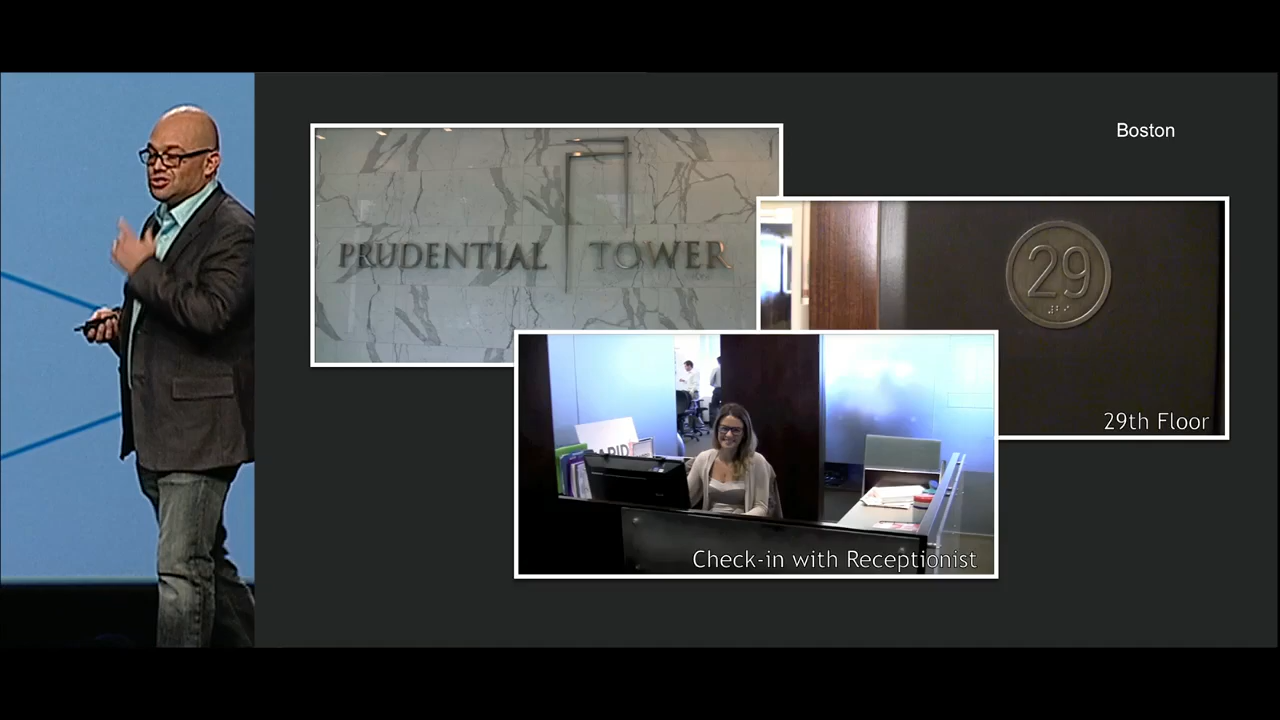 Boston
PRUDENTIAL TOWER
29
29th Floor
Check-in with Receptionist